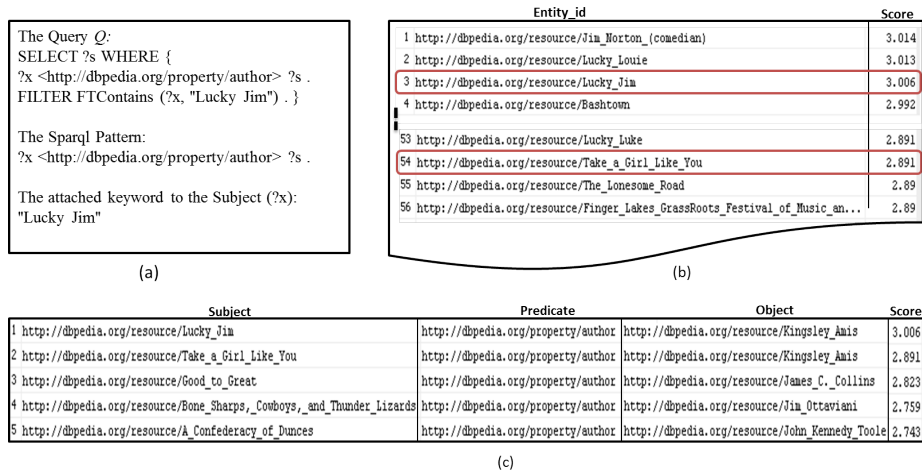 The Query Q:
SELECT ?s WHERE {
?x <http://dbpedia.org/property/author> ?s .
FILTER FTContains (?x, "Lucky Jim") . }
The Sparql Pattern:
?x <http://dbpedia.org/property/author> ?s .
The attached keyword to the Subject (?x):
"Lucky Jim"
(a)
Entity_id Score
1 http://dbpedia.org/resource/Jim_Norton_(comedian) 3.014
2 http://dbpedia.org/resource/Lucky_Louie 3.013
3 http://dbpedia.org/resource/Lucky_Jim 3.006
4 http://dbpedia.org/resource/Bashtown 2.992
53 http://dbpedia.org/resource/Lucky_Luke 2.891
54 http://dbpedia.org/resource/Take_a_Girl_Like_You 2.891
55 http://dbpedia.org/resource/The_Lonesome_Road 2.89
56 http://dbpedia.org/resource/Finger_Lakes_GrassRoots_Festival_of_Music_an... 2.89
(b)
Subject Predicate Object Score
1 http://dbpedia.org/resource/Lucky_Jim http://dbpedia.org/property/author http://dbpedia.org/resource/Kingsley_Amis 3.006
2 http://dbpedia.org/resource/Take_a_Girl_Like_You http://dbpedia.org/property/author http://dbpedia.org/resource/Kingsley_Amis 2.891
3 http://dbpedia.org/resource/Good_to_Great http://dbpedia.org/property/author http://dbpedia.org/resource/James_C._Collins 2.823
4 http://dbpedia.org/resource/Bone_Sharps,_Cowboys,_and_Thunder_Lizards http://dbpedia.org/property/author http://dbpedia.org/resource/Jim_Ottaviani 2.759
5 http://dbpedia.org/resource/A_Confederacy_of_Dunces http://dbpedia.org/property/author http://dbpedia.org/resource/John_Kennedy_Toole 2.743
(c)